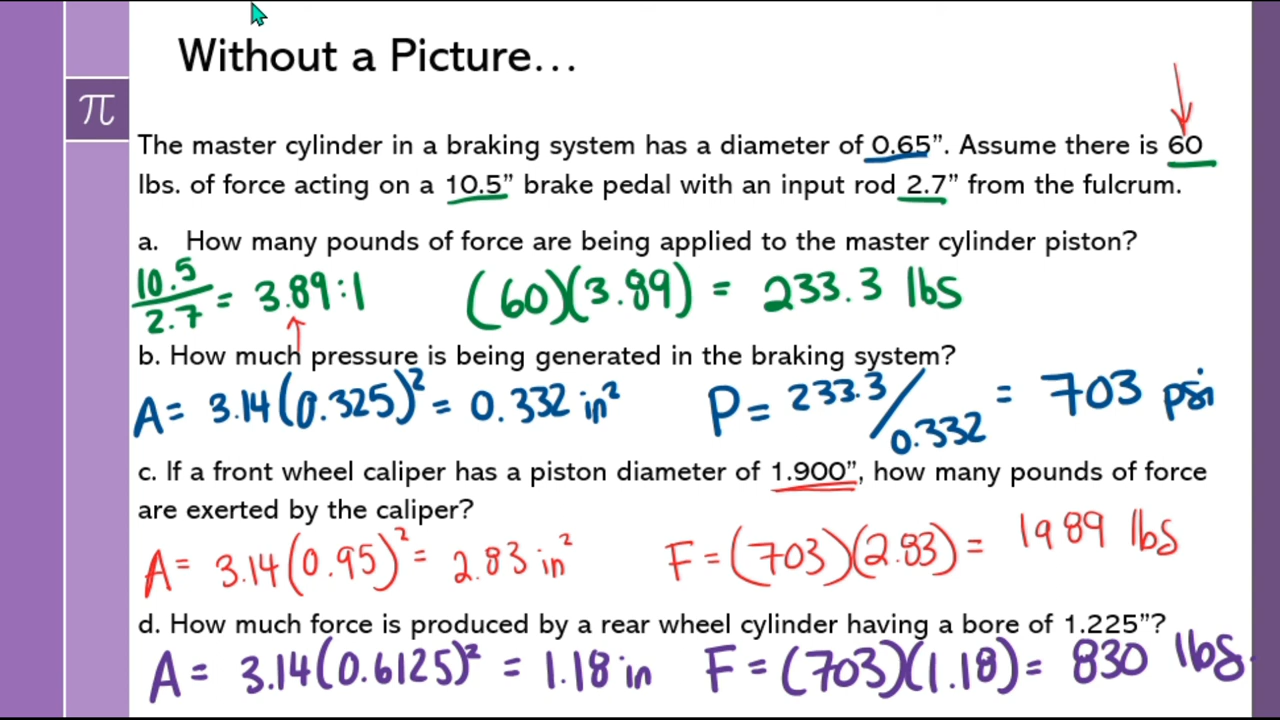 Without a Picture...
π
The master cylinder in a braking system has a diameter of 0.65”. Assume there is 60
lbs. of force acting on a 10.5” brake pedal with an input rod 2.7” from the fulcrum.
a. How many pounds of force are being applied to the master cylinder piston?
10.5/2.7 = 3.89:1 (60)(3.89) = 233.3 lbs
b. How much pressure is being generated in the braking system?
A = 3.14(0.325)² = 0.332 in² P = 233.3/0.332 = 703 psi
c. If a front wheel caliper has a piston diameter of 1.900”, how many pounds of force
are exerted by the caliper?
A = 3.14(0.95)² = 2.83 in² F = (703)(2.83) = 1989 lbs
d. How much force is produced by a rear wheel cylinder having a bore of 1.225”?
A = 3.14(0.6125)² = 1.18 in F = (703)(1.18) = 830 lbs.